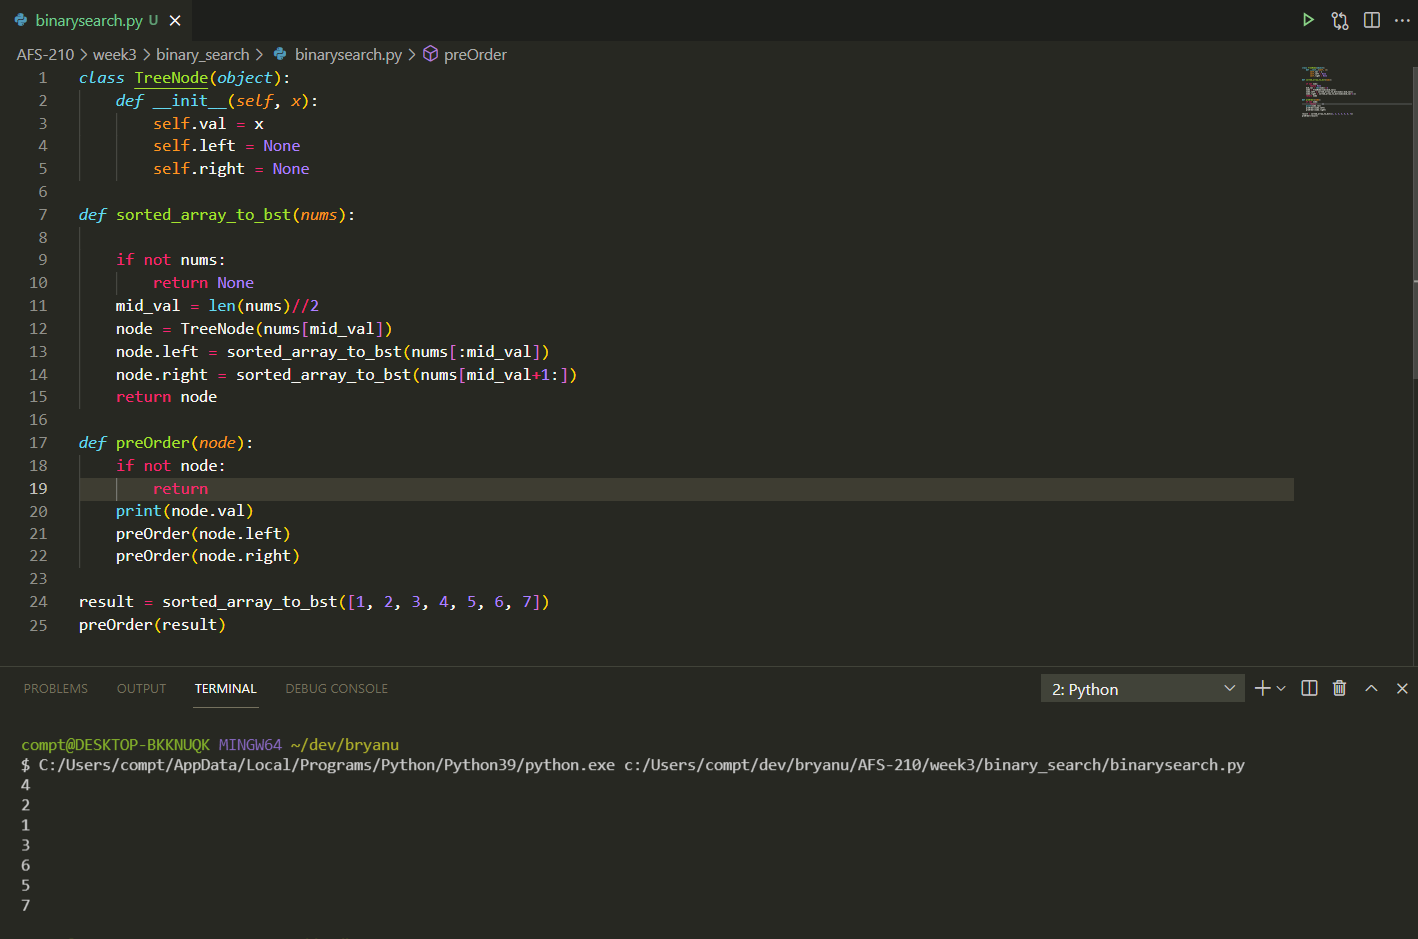 binarysearch.py U
AFS-210 > week3 > binary_search > binarysearch.py > preOrder
1 class TreeNode(object):
2     def __init__(self, x):
3         self.val = x
4         self.left = None
5         self.right = None
6
7 def sorted_array_to_bst(nums):
8
9     if not nums:
10         return None
11     mid_val = len(nums)//2
12     node = TreeNode(nums[mid_val])
13     node.left = sorted_array_to_bst(nums[:mid_val])
14     node.right = sorted_array_to_bst(nums[mid_val+1:])
15     return node
16
17 def preOrder(node):
18     if not node:
19         return
20     print(node.val)
21     preOrder(node.left)
22     preOrder(node.right)
23
24 result = sorted_array_to_bst([1, 2, 3, 4, 5, 6, 7])
25 preOrder(result)
PROBLEMS OUTPUT TERMINAL DEBUG CONSOLE 2: Python
compt@DESKTOP-BKKNUQK MINGW64 ~/dev/bryanu
$ C:/Users/compt/AppData/Local/Programs/Python/Python39/python.exe c:/Users/compt/dev/bryanu/AFS-210/week3/binary_search/binarysearch.py
4
2
1
3
6
5
7